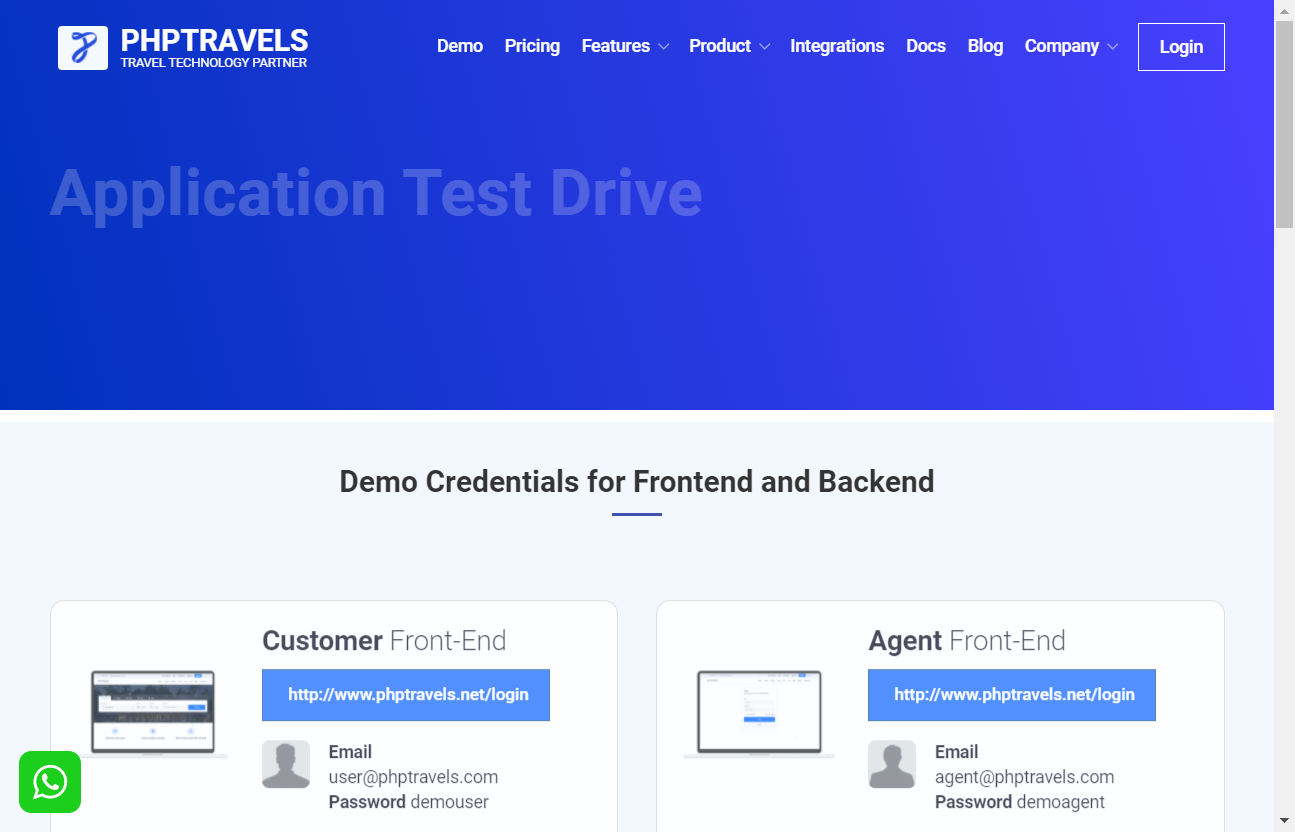 PHPTRAVELS
TRAVEL TECHNOLOGY PARTNER
Demo Pricing Features Product Integrations Docs Blog Company Login
Application Test Drive
Demo Credentials for Frontend and Backend
Customer Front-End
http://www.phptravels.net/login
Email
user@phptravels.com
Password demouser
Agent Front-End
http://www.phptravels.net/login
Email
agent@phptravels.com
Password demoagent